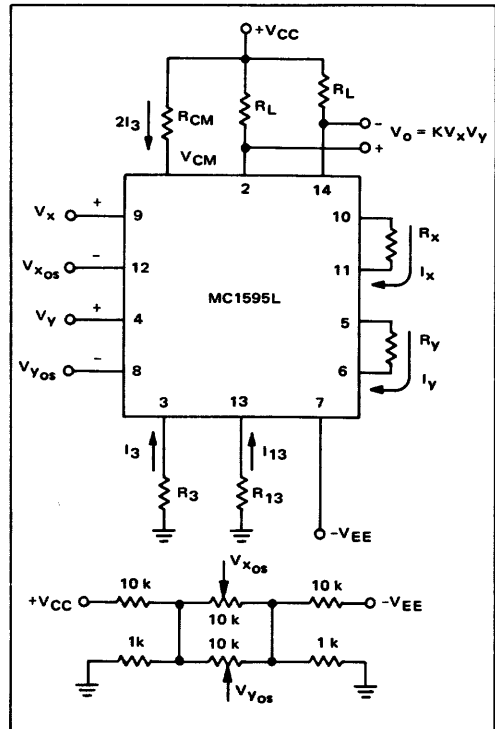 +VCC
RL
RL
2I3
RCM
VCM
− Vo = KVxVy
+
2
14
Vx
+
9
10
Rx
Vxos
−
12
11
Ix
MC1595L
Vy
+
4
5
Ry
Vyos
−
8
6
Iy
3
13
7
I3
I13
R3
R13
−VEE
Vxos
+VCC
10 k
10 k
10 k
−VEE
1k
10 k
1 k
Vyos